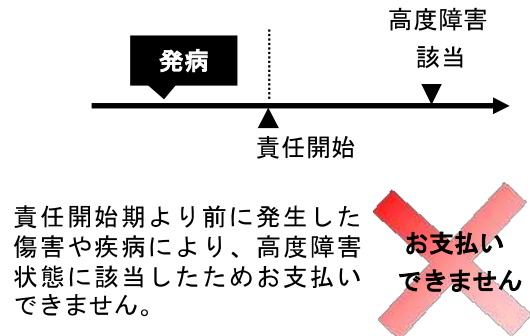 高度障害
該当
発病
責任開始
責任開始期より前に発生した
傷害や疾病により、高度障害
状態に該当したためお支払い
できません。
お支払い
できません